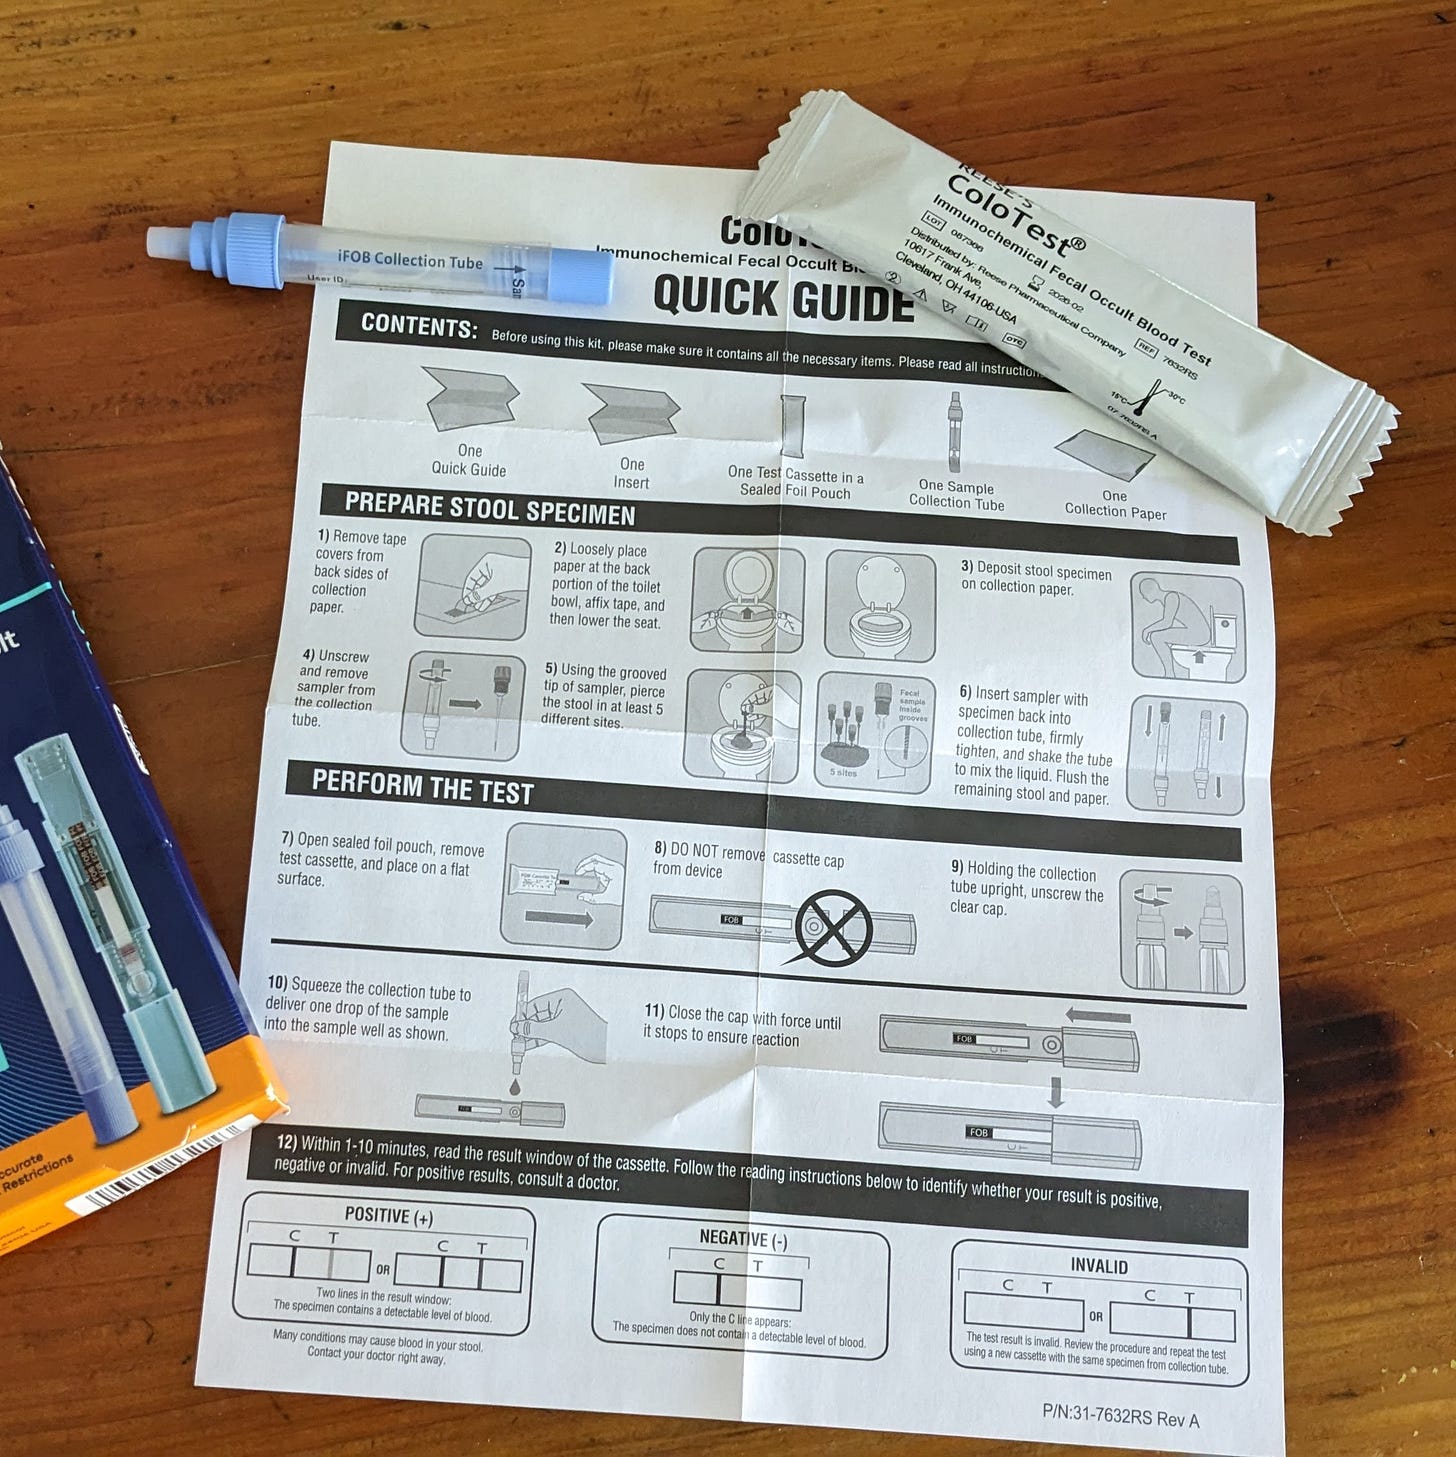 iFOB Collection Tube
User ID:
REESE'S
ColoTest®
Immunochemical Fecal Occult Blood Test
LOT 087366
2026-02
REF 7632RS
Distributed by: Reese Pharmaceutical Company
10617 Frank Ave,
Cleveland, OH 44106-USA
OTC
15°C
30°C
QUICK GUIDE
CONTENTS: Before using this kit, please make sure it contains all the necessary items. Please read all
One
Quick Guide
One
Insert
One Test Cassette in a
Sealed Foil Pouch
One Sample
Collection Tube
One
Collection Paper
PREPARE STOOL SPECIMEN
1) Remove tape
covers from
back sides of
collection
paper.
2) Loosely place
paper at the back
portion of the toilet
bowl, affix tape, and
then lower the seat.
3) Deposit stool specimen
on collection paper.
4) Unscrew
and remove
sampler from
the collection
tube.
5) Using the grooved
tip of sampler, pierce
the stool in at least 5
different sites.
5 sites
Fecal
sample
inside
grooves
6) Insert sampler with
specimen back into
collection tube, firmly
tighten, and shake the tube
to mix the liquid. Flush the
remaining stool and paper.
PERFORM THE TEST
7) Open sealed foil pouch, remove
test cassette, and place on a flat
surface.
8) DO NOT remove cassette cap
from device
FOB
9) Holding the collection
tube upright, unscrew the
clear cap.
10) Squeeze the collection tube to
deliver one drop of the sample
into the sample well as shown.
11) Close the cap with force until
it stops to ensure reaction
FOB
C T
FOB
C T
12) Within 1-10 minutes, read the result window of the cassette. Follow the reading instructions below to identify whether your result is positive,
negative or invalid. For positive results, consult a doctor.
POSITIVE (+)
C T
OR
C T
Two lines in the result window:
The specimen contains a detectable level of blood.
Many conditions may cause blood in your stool.
Contact your doctor right away.
NEGATIVE (-)
C T
Only the C line appears:
The specimen does not contain a detectable level of blood.
INVALID
C T
OR
C T
The test result is invalid. Review the procedure and repeat the test
using a new cassette with the same specimen from collection tube.
P/N:31-7632RS Rev A
Restrictions